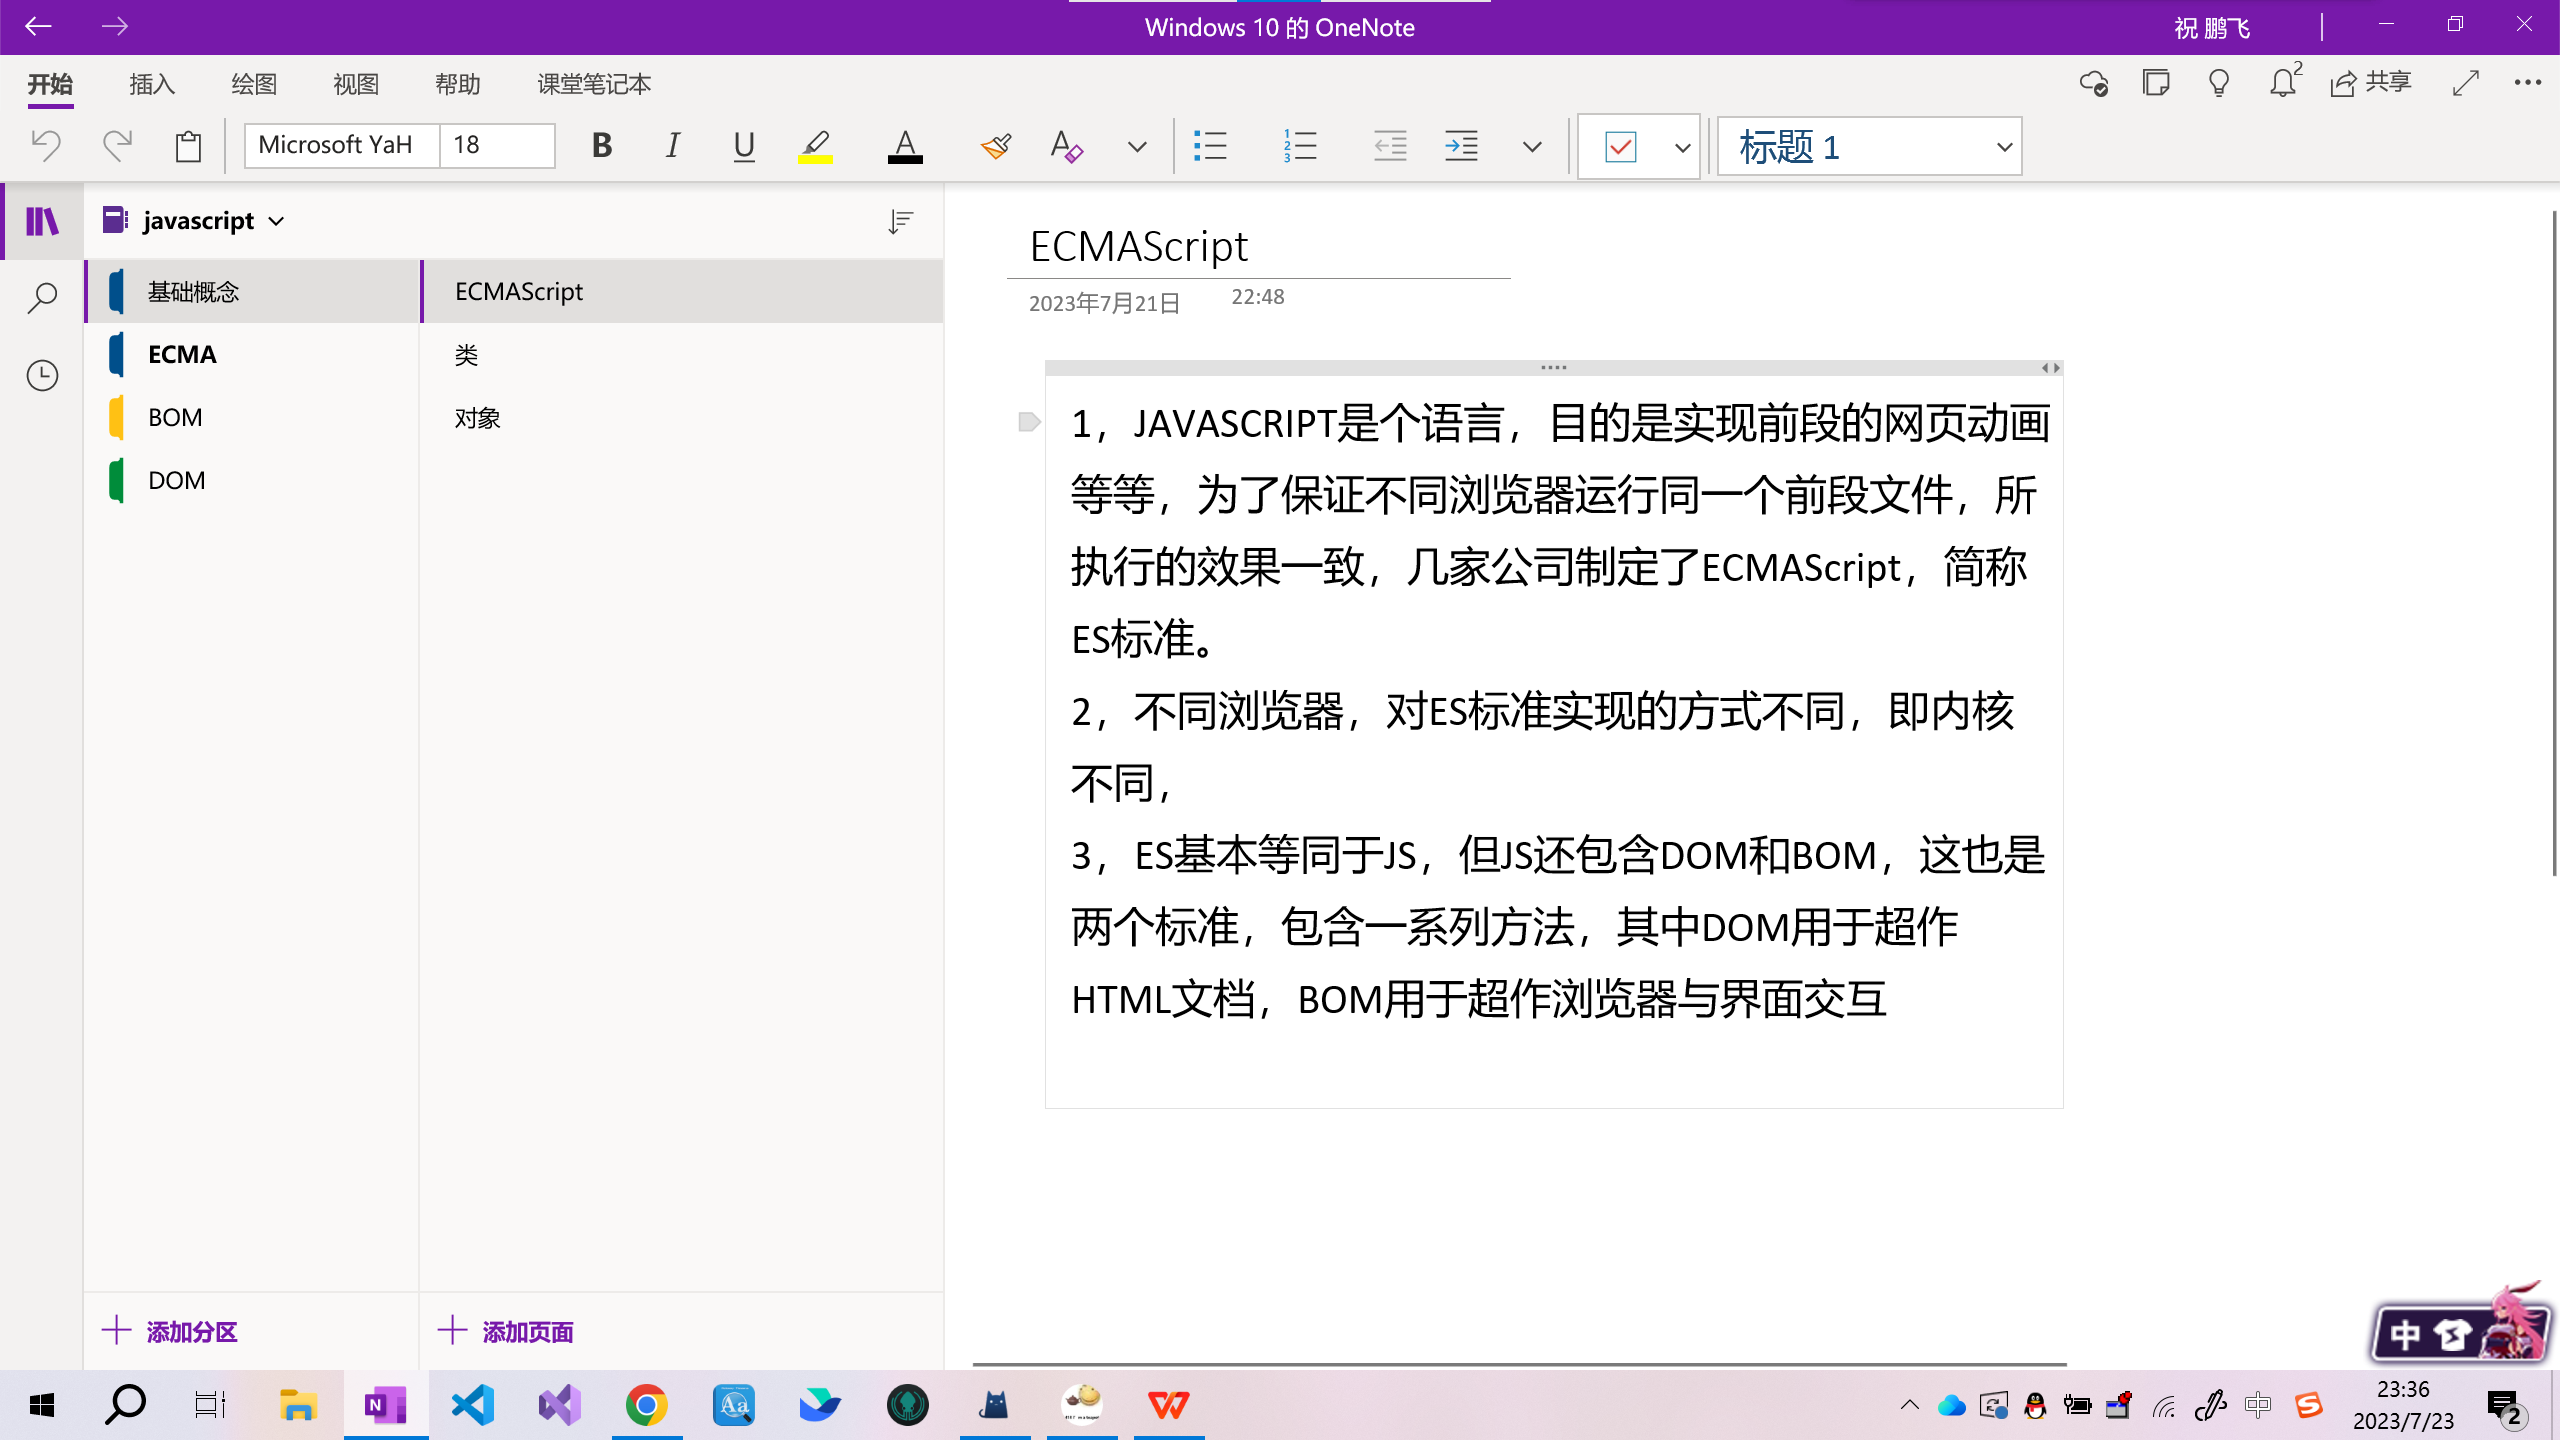 Windows 10 的 OneNote
祝 鹏飞
开始 插入 绘图 视图 帮助 课堂笔记本
2
共享
Microsoft YaH 18 B I U A A 标题 1
javascript
基础概念
ECMA
BOM
DOM
ECMAScript
类
对象
ECMAScript
2023年7月21日 22:48
1，JAVASCRIPT是个语言，目的是实现前段的网页动画
等等，为了保证不同浏览器运行同一个前段文件，所
执行的效果一致，几家公司制定了ECMAScript，简称
ES标准。
2，不同浏览器，对ES标准实现的方式不同，即内核
不同，
3，ES基本等同于JS，但JS还包含DOM和BOM，这也是
两个标准，包含一系列方法，其中DOM用于超作
HTML文档，BOM用于超作浏览器与界面交互
添加分区
添加页面
中
N
Aa
中
23:36
2023/7/23
2